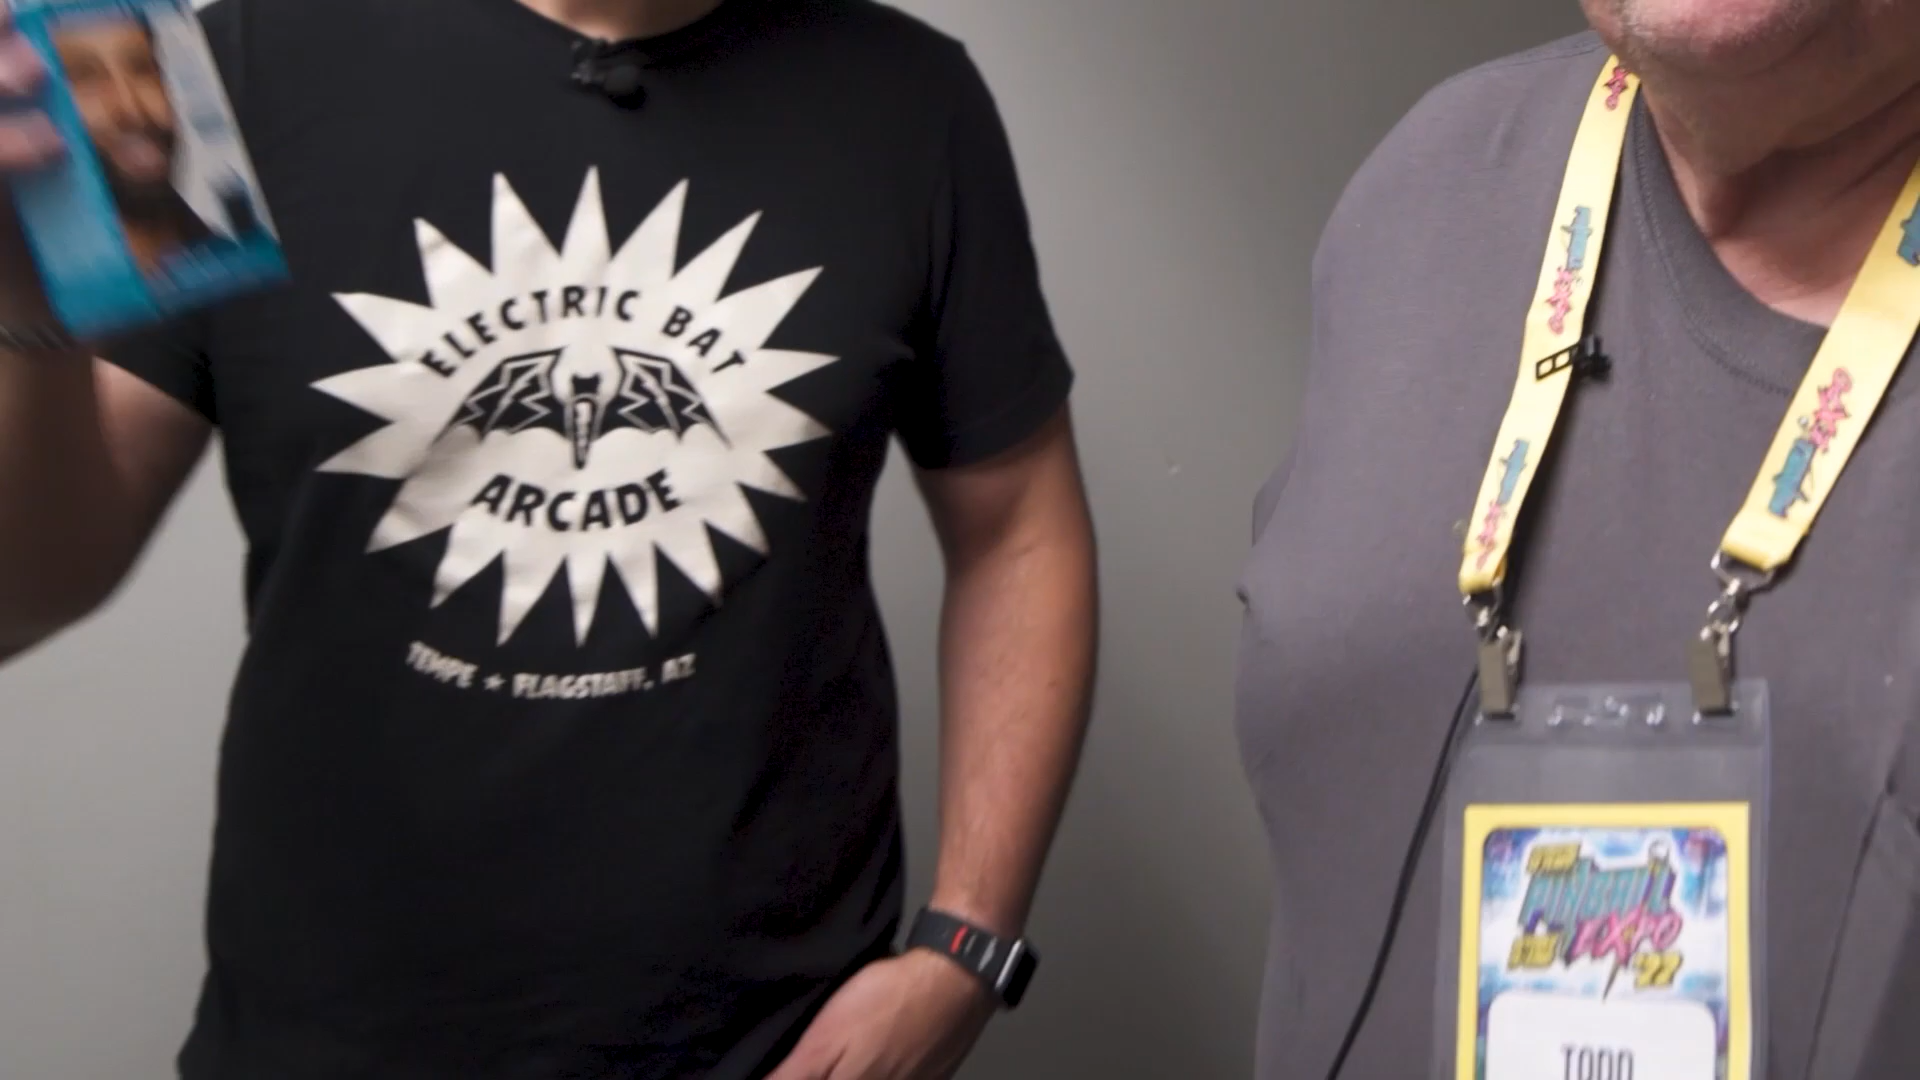 ELECTRIC BAT
ARCADE
TEMPE ★ FLAGSTAFF, AZ
PINBALL
EXPO
'22
TODD